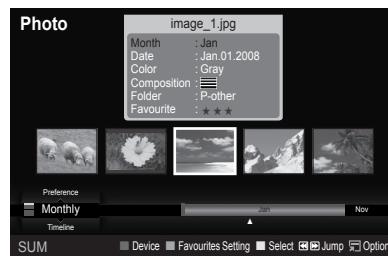 Photo
image_1.jpg
Month : Jan
Date : Jan.01.2008
Color : Gray
Composition :
Folder : P-other
Favourite : ★ ★ ★
Preference
Monthly
Jan
Nov
Timeline
SUM
Device Favourites Setting Select Jump Option